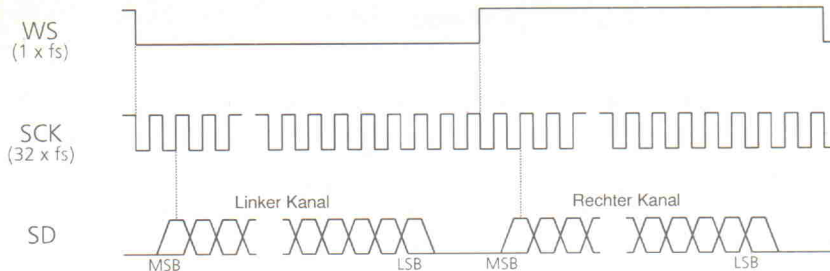 WS
(1 x fs)
SCK
(32 x fs)
Linker Kanal
Rechter Kanal
SD
MSB
LSB
MSB
LSB